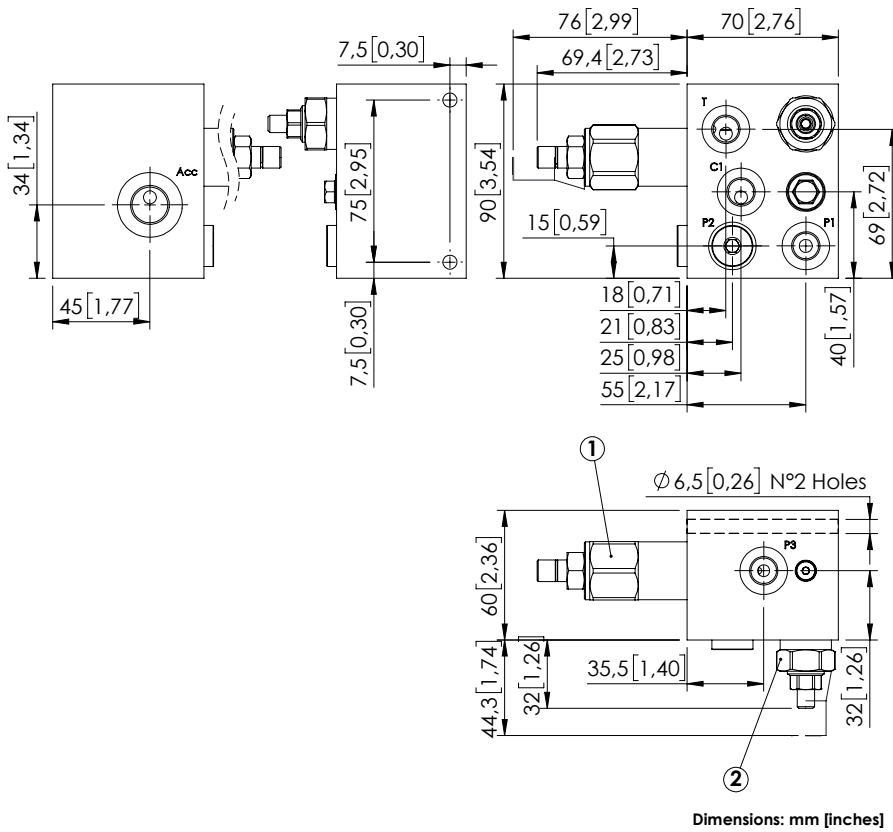 76[2,99]
70[2,76]
7,5[0,30]
69,4[2,73]
T
34[1,34]
Acc
75[2,95]
90[3,54]
C1
69[2,72]
15[0,59]
P2
P1
45[1,77]
7,5[0,30]
18[0,71]
21[0,83]
25[0,98]
55[2,17]
40[1,57]
1
Ø6,5[0,26] N°2 Holes
P3
60[2,36]
44,3[1,74]
32[1,26]
35,5[1,40]
32[1,26]
2
Dimensions: mm [inches]